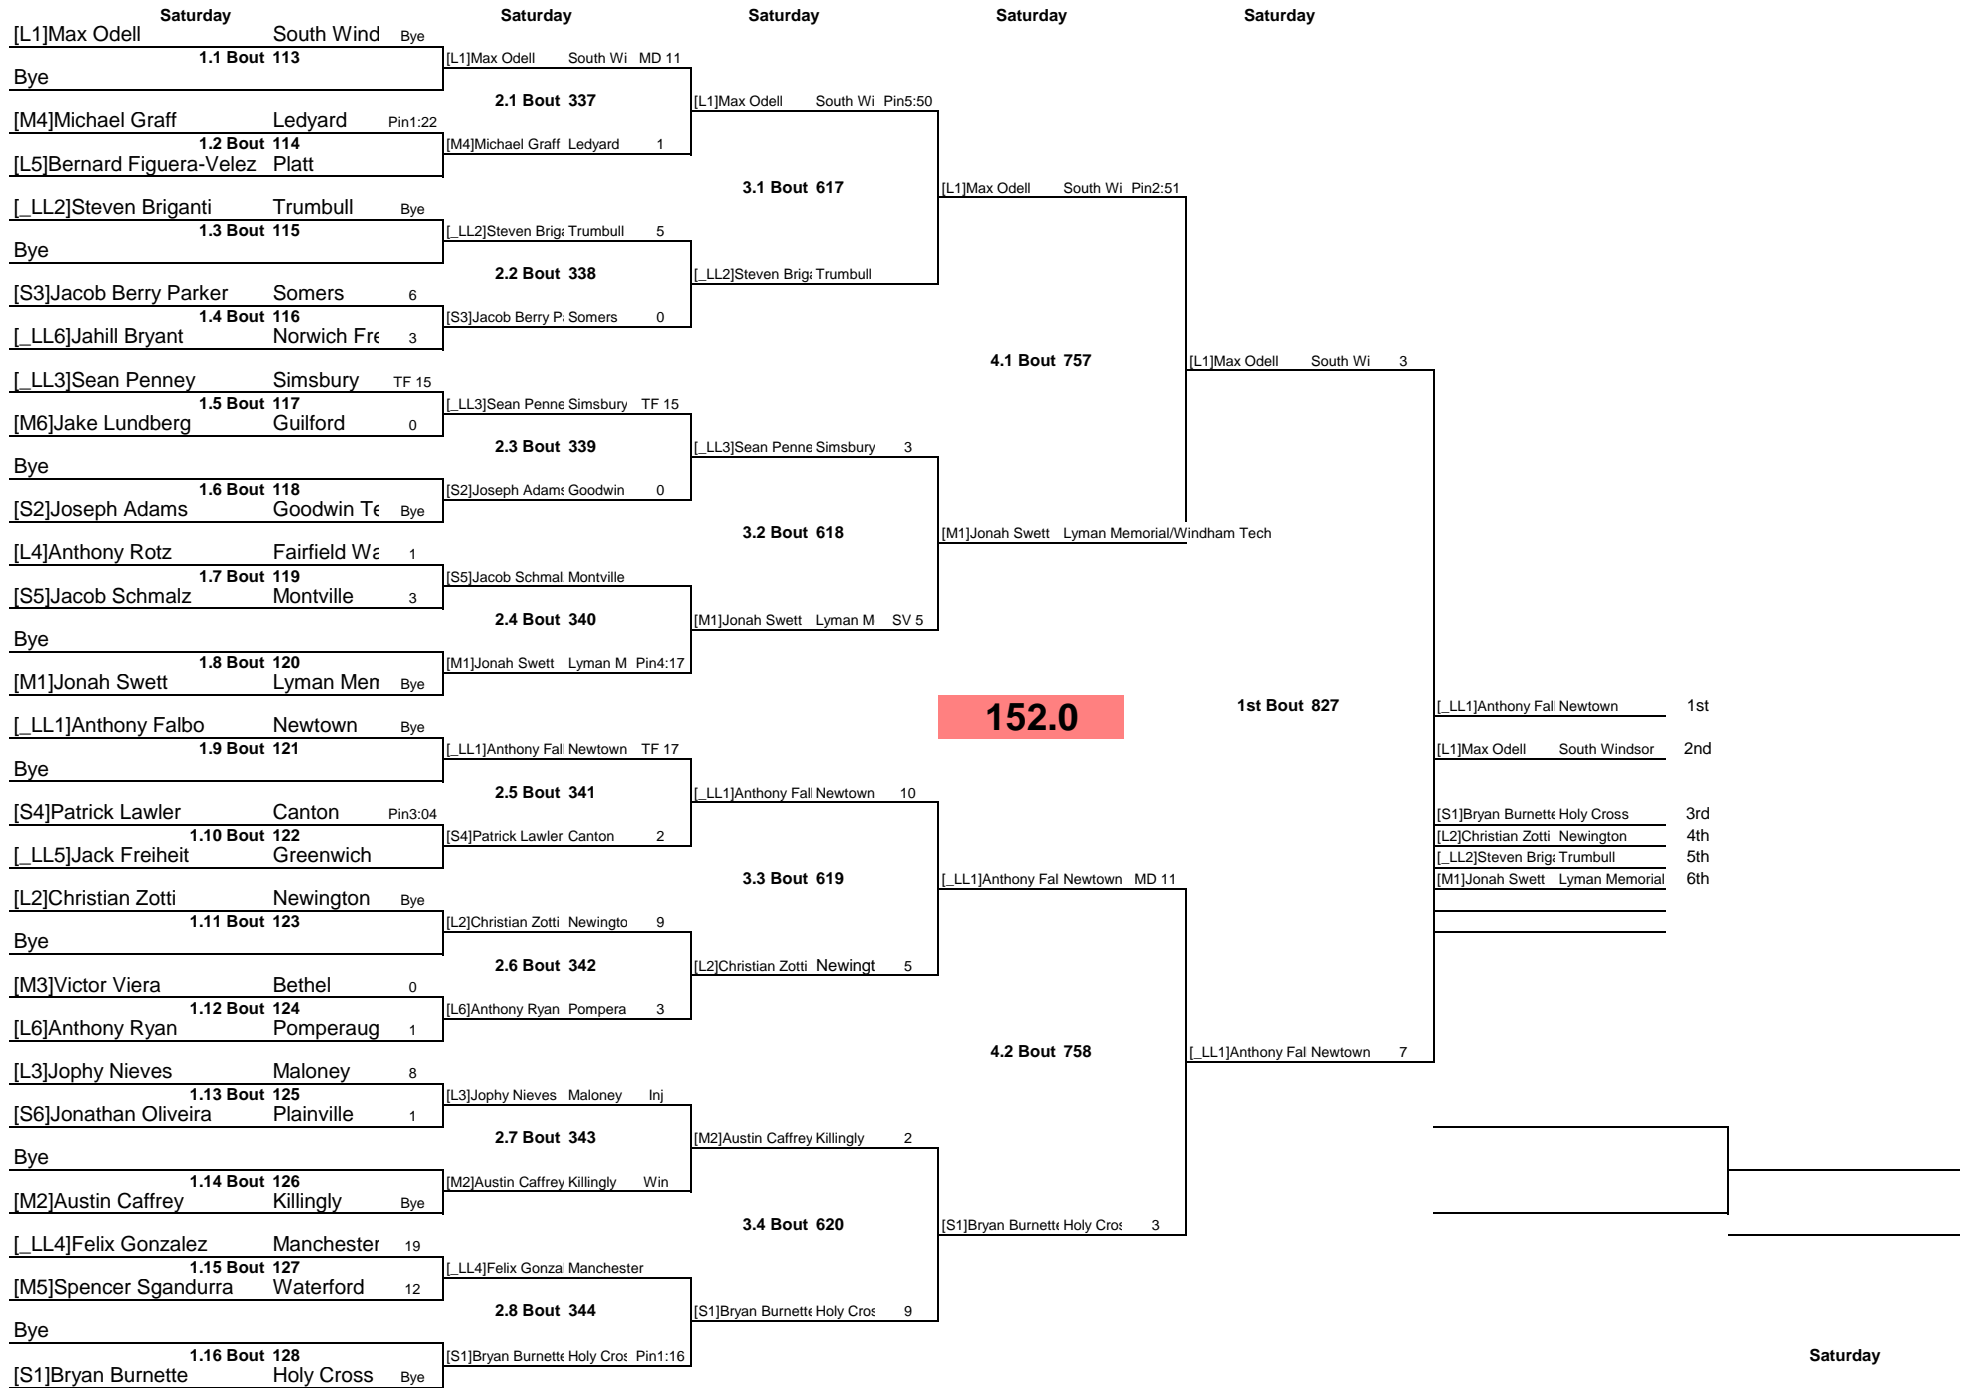 Saturday Saturday Saturday Saturday Saturday
[L1]Max Odell South Wind Bye
1.1 Bout 113
Bye
[M4]Michael Graff Ledyard Pin1:22
1.2 Bout 114
[L5]Bernard Figuera-Velez Platt
[_LL2]Steven Briganti Trumbull Bye
1.3 Bout 115
Bye
[S3]Jacob Berry Parker Somers 6
1.4 Bout 116
[_LL6]Jahill Bryant Norwich Fre 3
[_LL3]Sean Penney Simsbury TF 15
1.5 Bout 117
[M6]Jake Lundberg Guilford 0
Bye
1.6 Bout 118
[S2]Joseph Adams Goodwin Te Bye
[L4]Anthony Rotz Fairfield Wa 1
1.7 Bout 119
[S5]Jacob Schmalz Montville 3
Bye
1.8 Bout 120
[M1]Jonah Swett Lyman Mem Bye
[_LL1]Anthony Falbo Newtown Bye
1.9 Bout 121
Bye
[S4]Patrick Lawler Canton Pin3:04
1.10 Bout 122
[_LL5]Jack Freiheit Greenwich
[L2]Christian Zotti Newington Bye
1.11 Bout 123
Bye
[M3]Victor Viera Bethel 0
1.12 Bout 124
[L6]Anthony Ryan Pomperaug 1
[L3]Jophy Nieves Maloney 8
1.13 Bout 125
[S6]Jonathan Oliveira Plainville 1
Bye
1.14 Bout 126
[M2]Austin Caffrey Killingly Bye
[_LL4]Felix Gonzalez Manchester 19
1.15 Bout 127
[M5]Spencer Sgandurra Waterford 12
Bye
1.16 Bout 128
[S1]Bryan Burnette Holy Cross Bye
[L1]Max Odell South Wi MD 11
2.1 Bout 337
[M4]Michael Graff Ledyard 1
[_LL2]Steven Briga Trumbull 5
2.2 Bout 338
[S3]Jacob Berry Pa Somers 0
[_LL3]Sean Penne Simsbury TF 15
2.3 Bout 339
[S2]Joseph Adams Goodwin 0
[S5]Jacob Schmal Montville
2.4 Bout 340
[M1]Jonah Swett Lyman M Pin4:17
[_LL1]Anthony Fal Newtown TF 17
2.5 Bout 341
[S4]Patrick Lawler Canton 2
[L2]Christian Zotti Newingto 9
2.6 Bout 342
[L6]Anthony Ryan Pompera 3
[L3]Jophy Nieves Maloney Inj
2.7 Bout 343
[M2]Austin Caffrey Killingly Win
[_LL4]Felix Gonza Manchester
2.8 Bout 344
[S1]Bryan Burnette Holy Cros Pin1:16
[L1]Max Odell South Wi Pin5:50
3.1 Bout 617
[_LL2]Steven Briga Trumbull
[_LL3]Sean Penne Simsbury 3
3.2 Bout 618
[M1]Jonah Swett Lyman M SV 5
[_LL1]Anthony Fal Newtown 10
3.3 Bout 619
[L2]Christian Zotti Newingt 5
[M2]Austin Caffrey Killingly 2
3.4 Bout 620
[S1]Bryan Burnette Holy Cros 9
[L1]Max Odell South Wi Pin2:51
4.1 Bout 757
[M1]Jonah Swett Lyman Memorial/Windham Tech
152.0
[_LL1]Anthony Fal Newtown MD 11
4.2 Bout 758
[S1]Bryan Burnette Holy Cros 3
[L1]Max Odell South Wi 3
1st Bout 827
[_LL1]Anthony Fal Newtown 7
[_LL1]Anthony Fal Newtown 1st
[L1]Max Odell South Windsor 2nd
[S1]Bryan Burnette Holy Cross 3rd
[L2]Christian Zotti Newington 4th
[_LL2]Steven Briga Trumbull 5th
[M1]Jonah Swett Lyman Memorial 6th
Saturday